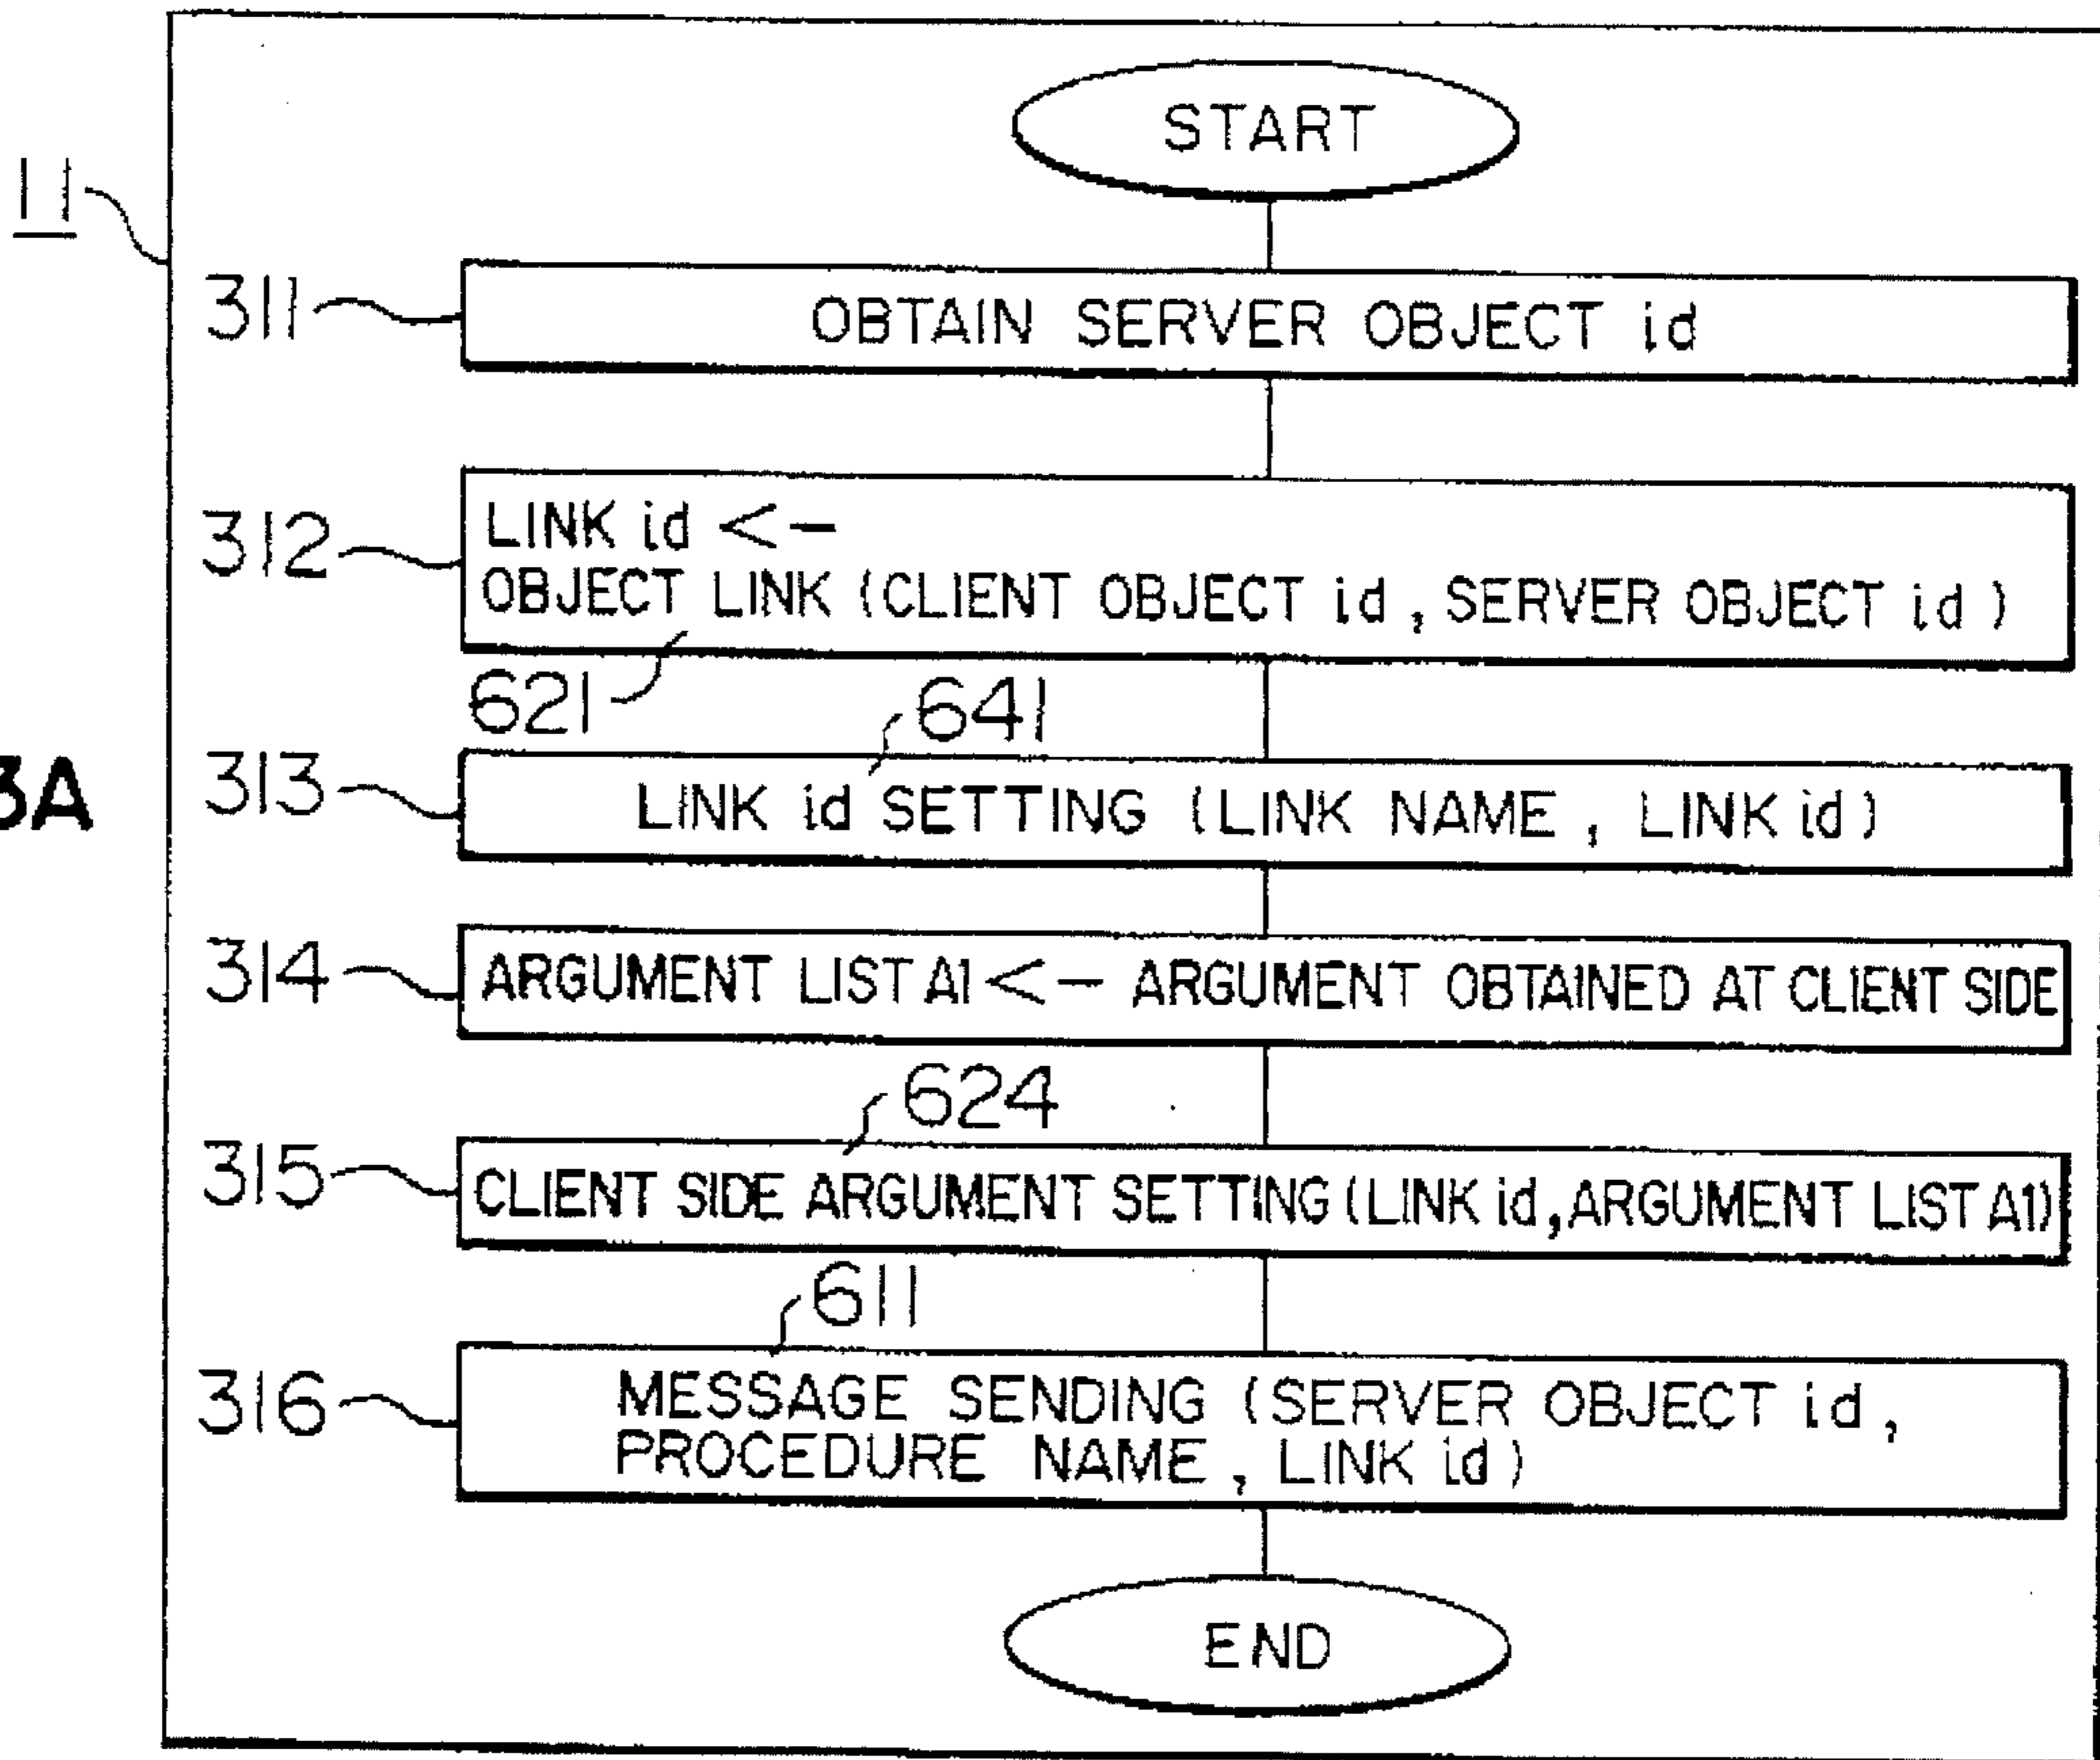 START
11
311
OBTAIN SERVER OBJECT id
312
LINK id <-
OBJECT LINK (CLIENT OBJECT id, SERVER OBJECT id)
621
641
3A
313
LINK id SETTING (LINK NAME, LINK id)
314
ARGUMENT LIST A1 <- ARGUMENT OBTAINED AT CLIENT SIDE
624
315
CLIENT SIDE ARGUMENT SETTING (LINK id, ARGUMENT LIST A1)
611
316
MESSAGE SENDING (SERVER OBJECT id,
PROCEDURE NAME, LINK id)
END